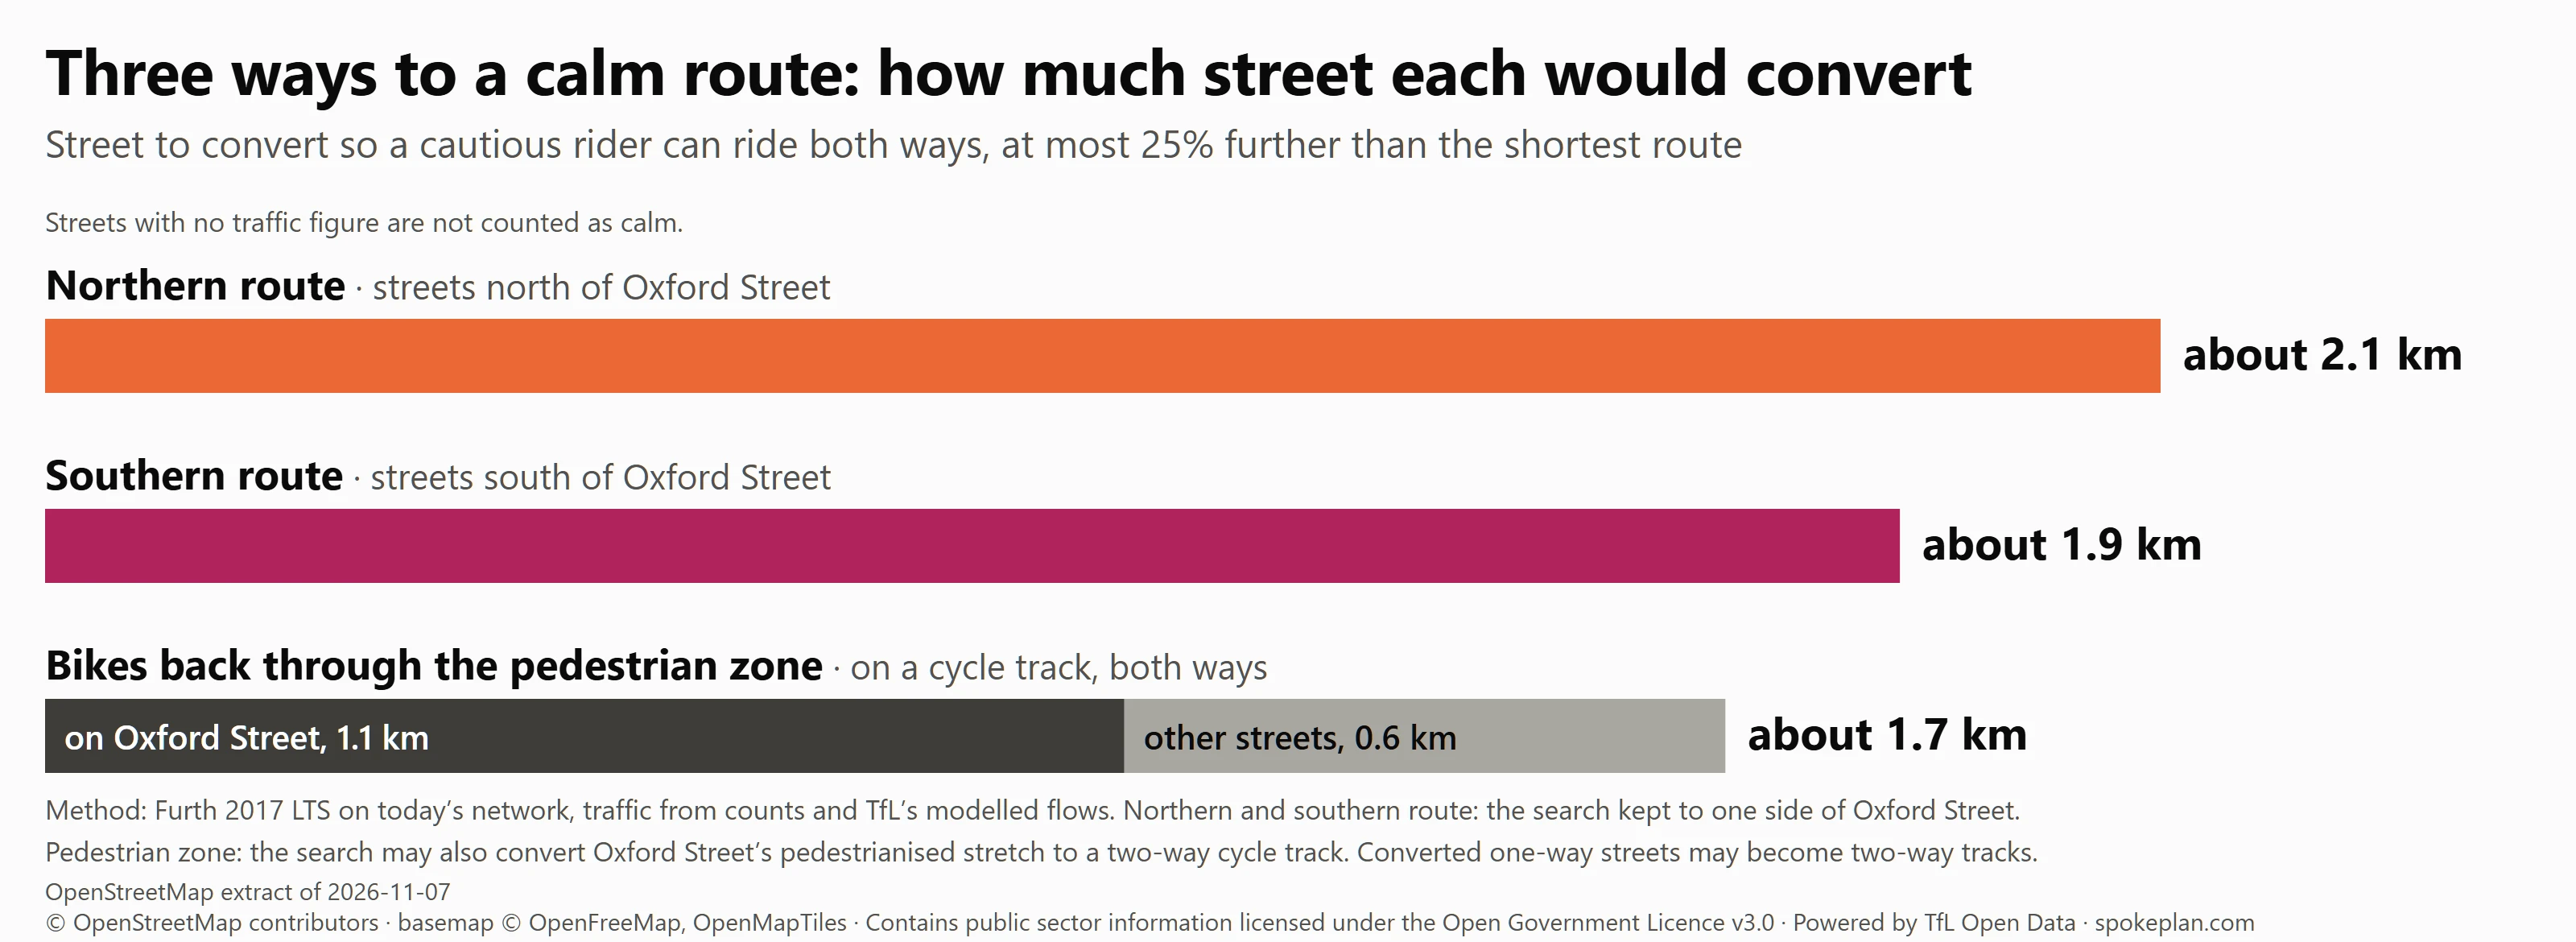 Three ways to a calm route: how much street each would convert
Street to convert so a cautious rider can ride both ways, at most 25% further than the shortest route
Streets with no traffic figure are not counted as calm.
Northern route · streets north of Oxford Street
about 2.1 km
Southern route · streets south of Oxford Street
about 1.9 km
Bikes back through the pedestrian zone · on a cycle track, both ways
on Oxford Street, 1.1 km
other streets, 0.6 km
about 1.7 km
Method: Furth 2017 LTS on today’s network, traffic from counts and TfL’s modelled flows. Northern and southern route: the search kept to one side of Oxford Street.
Pedestrian zone: the search may also convert Oxford Street’s pedestrianised stretch to a two-way cycle track. Converted one-way streets may become two-way tracks.
OpenStreetMap extract of 2026-11-07
© OpenStreetMap contributors · basemap © OpenFreeMap, OpenMapTiles · Contains public sector information licensed under the Open Government Licence v3.0 · Powered by TfL Open Data · spokeplan.com